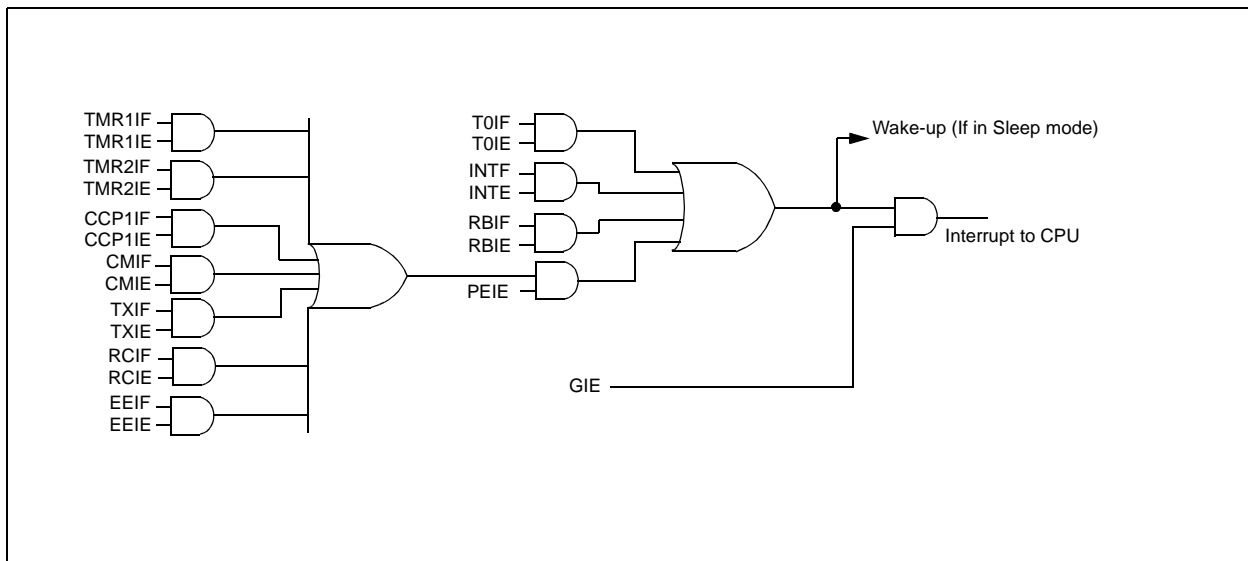 TMR1IF
TMR1IE
TMR2IF
TMR2IE
CCP1IF
CCP1IE
CMIF
CMIE
TXIF
TXIE
RCIF
RCIE
EEIF
EEIE
T0IF
T0IE
INTF
INTE
RBIF
RBIE
PEIE
GIE
Wake-up (If in Sleep mode)
Interrupt to CPU